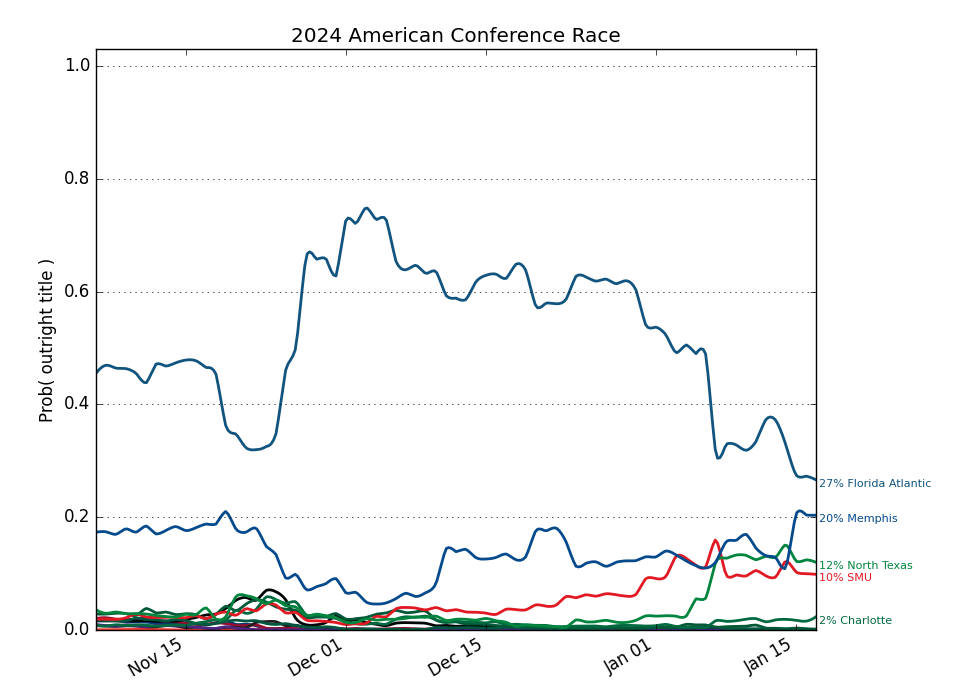 2024 American Conference Race
Prob( outright title )
1.0
0.8
0.6
0.4
0.2
0.0
27% Florida Atlantic
20% Memphis
12% North Texas
10% SMU
2% Charlotte
Nov 15
Dec 01
Dec 15
Jan 01
Jan 15